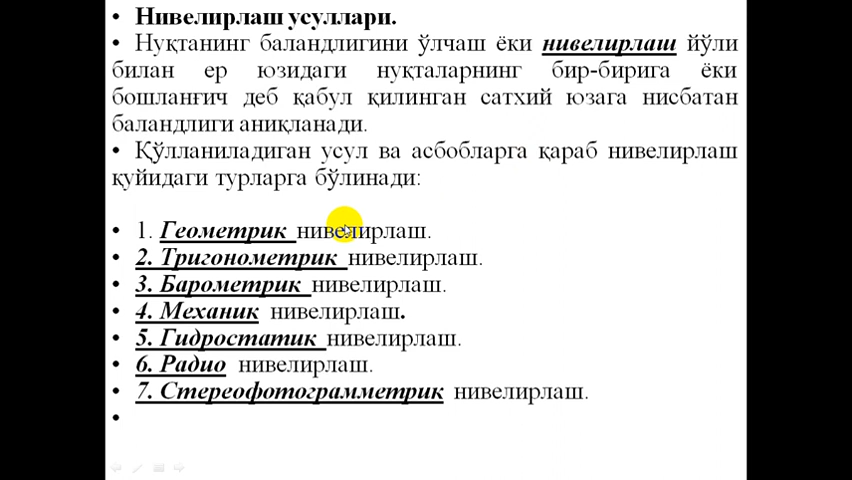 • Нивелирлаш усуллари.
• Нуқтанинг баландлигини ўлчаш ёки нивелирлаш йўли
билан ер юзидаги нуқталарнинг бир-бирига ёки
бошланғич деб қабул қилинган сатхий юзага нисбатан
баландлиги аниқланади.
• Қўлланиладиган усул ва асбобларга қараб нивелирлаш
қуйидаги турларга бўлинади:
• 1. Геометрик нивелирлаш.
• 2. Тригонометрик нивелирлаш.
• 3. Барометрик нивелирлаш.
• 4. Механик нивелирлаш.
• 5. Гидростатик нивелирлаш.
• 6. Радио нивелирлаш.
• 7. Стереофотограмметрик нивелирлаш.
•